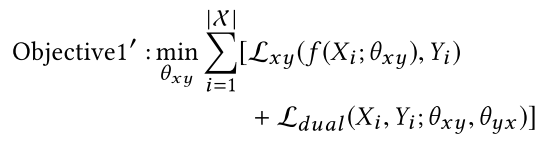 Objective1′ : min_{θ_{xy}} ∑_{i=1}^{|𝒳|} [ℒ_{xy}(f(X_i; θ_{xy}), Y_i)
+ ℒ_{dual}(X_i, Y_i; θ_{xy}, θ_{yx})]